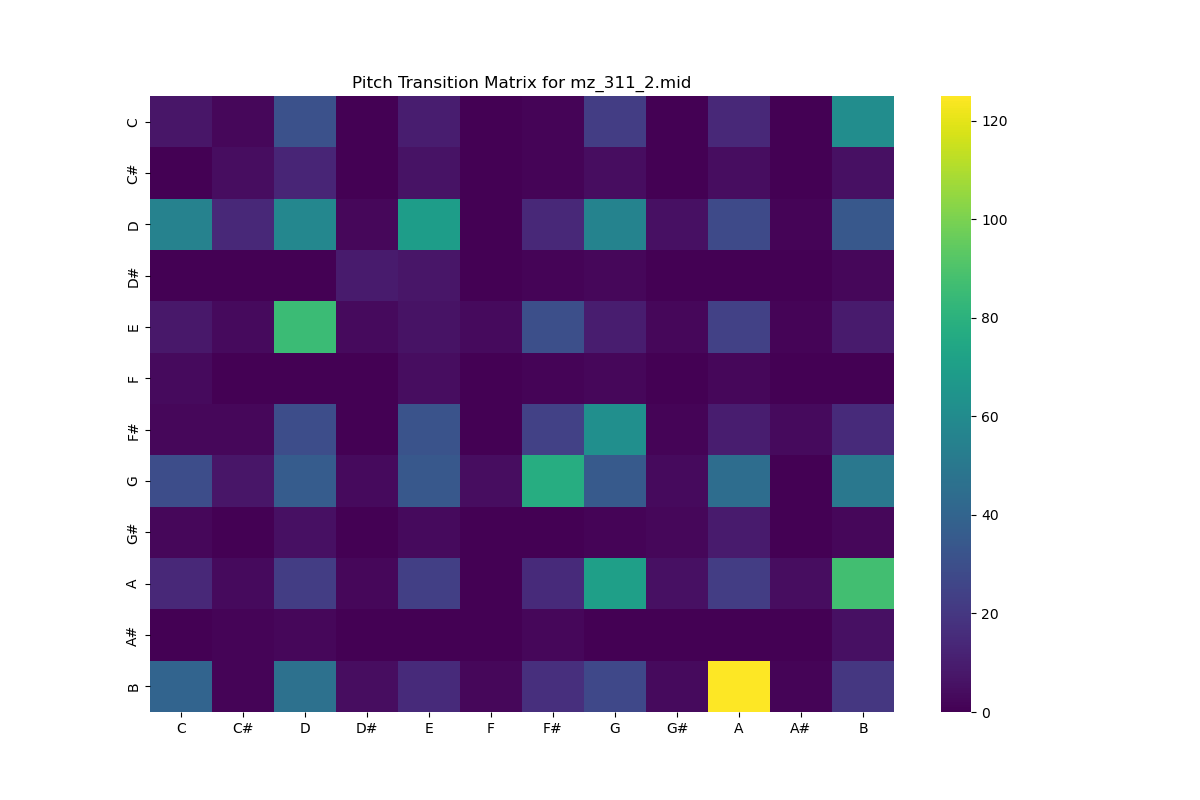 Pitch Transition Matrix for mz_311_2.mid
C
C#
D
D#
E
F
F#
G
G#
A
A#
B
C C# D D# E F F# G G# A A# B
120
100
80
60
40
20
0